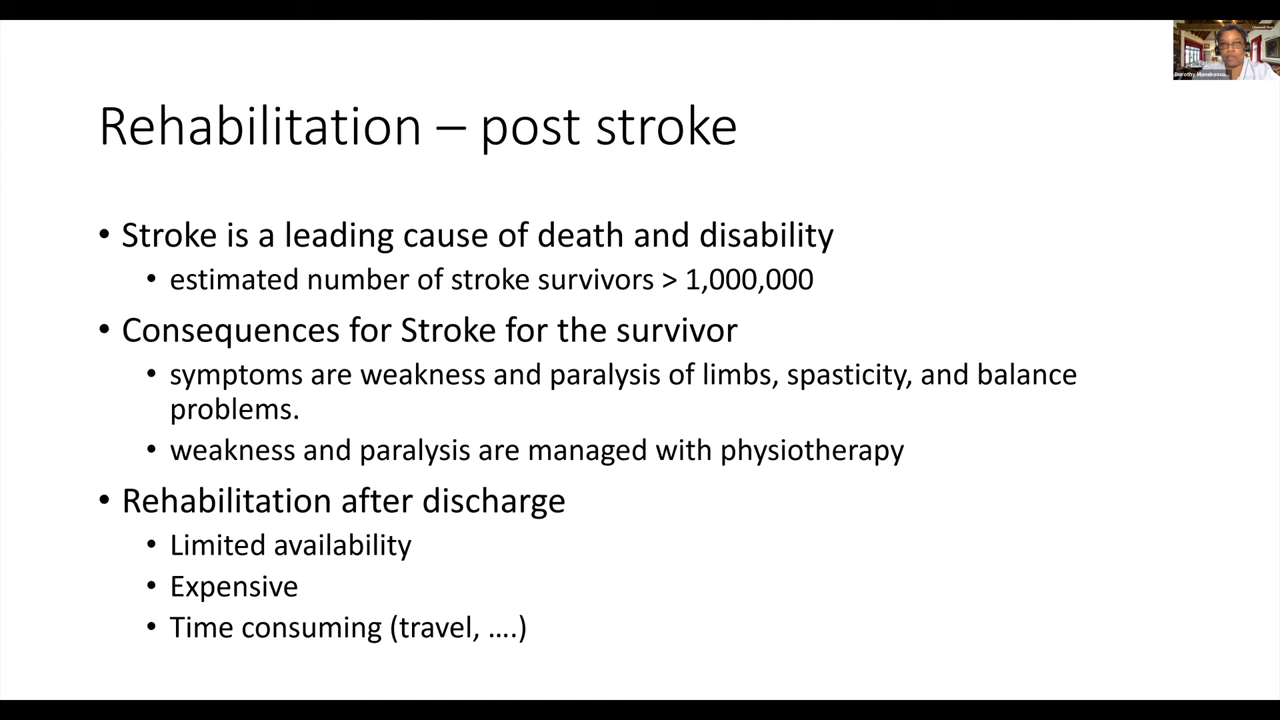 Rehabilitation – post stroke
• Stroke is a leading cause of death and disability
• estimated number of stroke survivors > 1,000,000
• Consequences for Stroke for the survivor
• symptoms are weakness and paralysis of limbs, spasticity, and balance
problems.
• weakness and paralysis are managed with physiotherapy
• Rehabilitation after discharge
• Limited availability
• Expensive
• Time consuming (travel, ….)
Dorothy